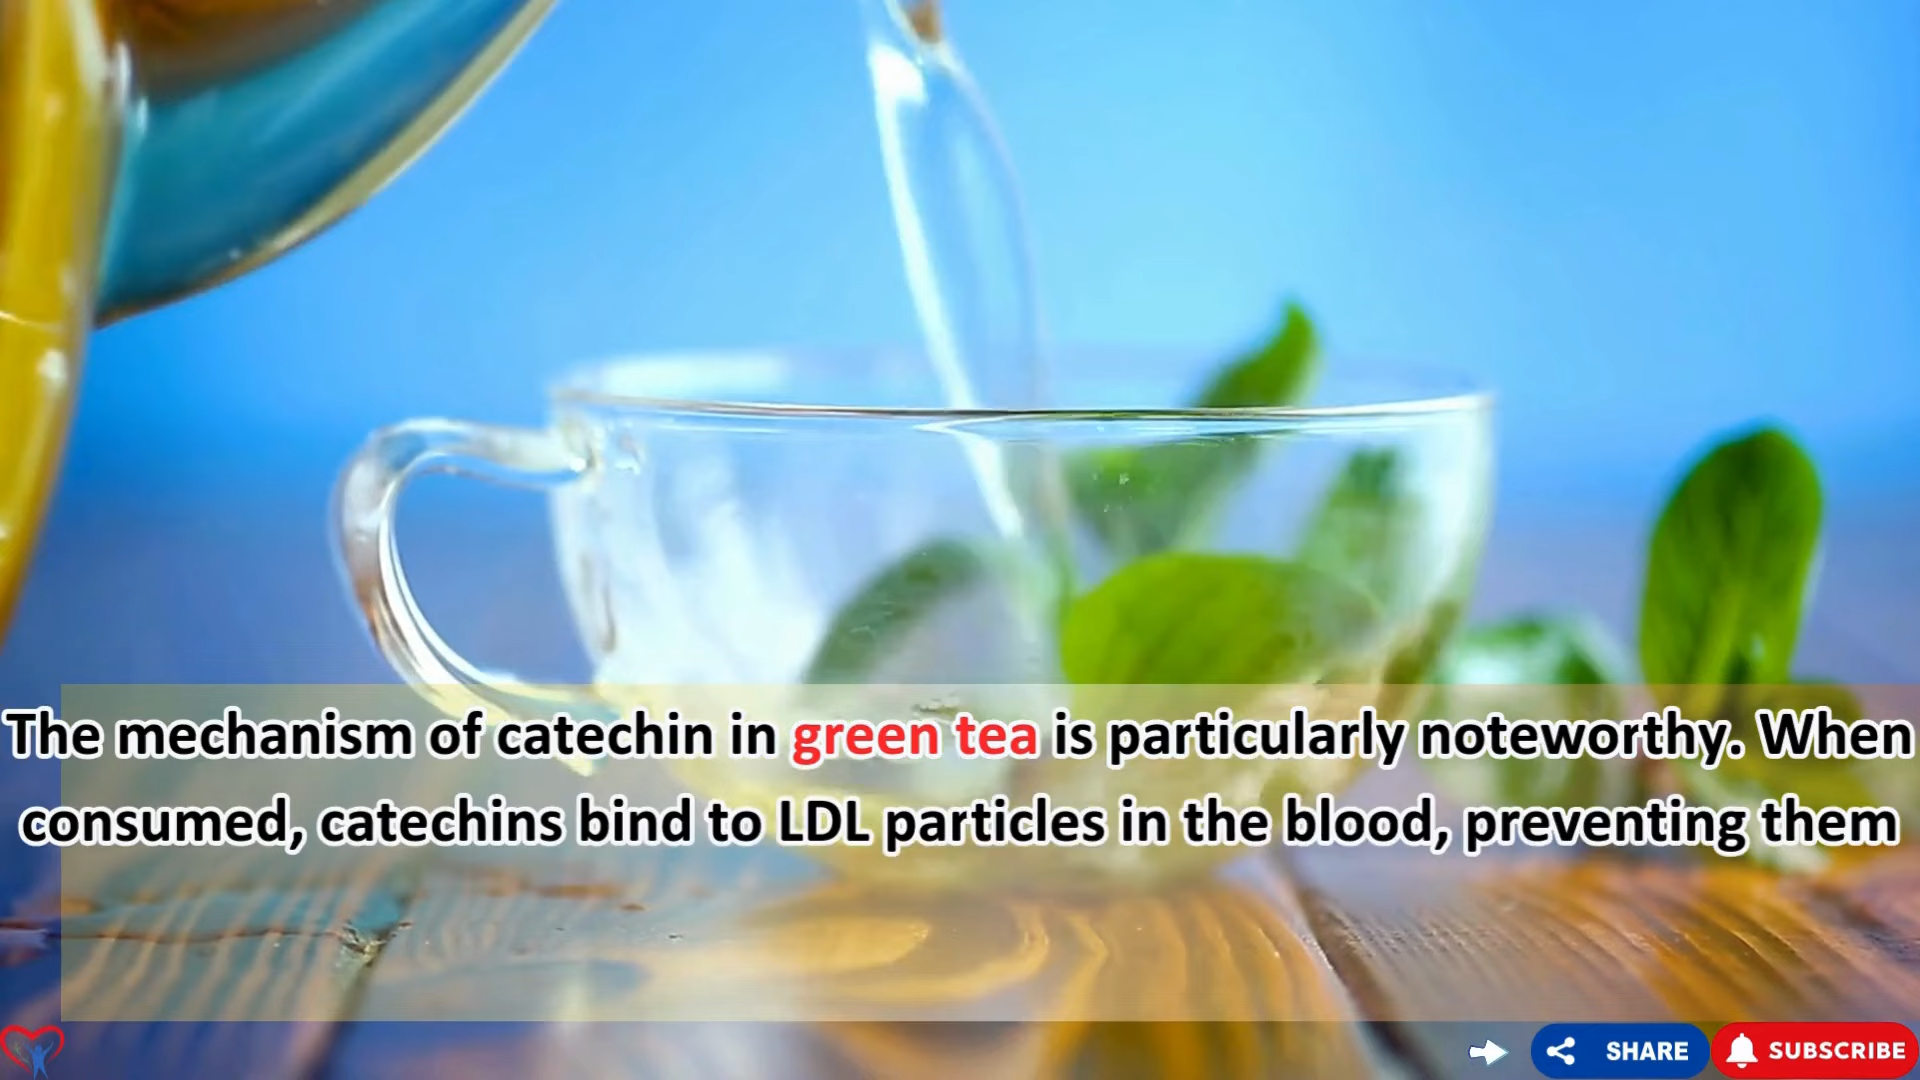 The mechanism of catechin in green tea is particularly noteworthy. When
consumed, catechins bind to LDL particles in the blood, preventing them
SHARE
SUBSCRIBE